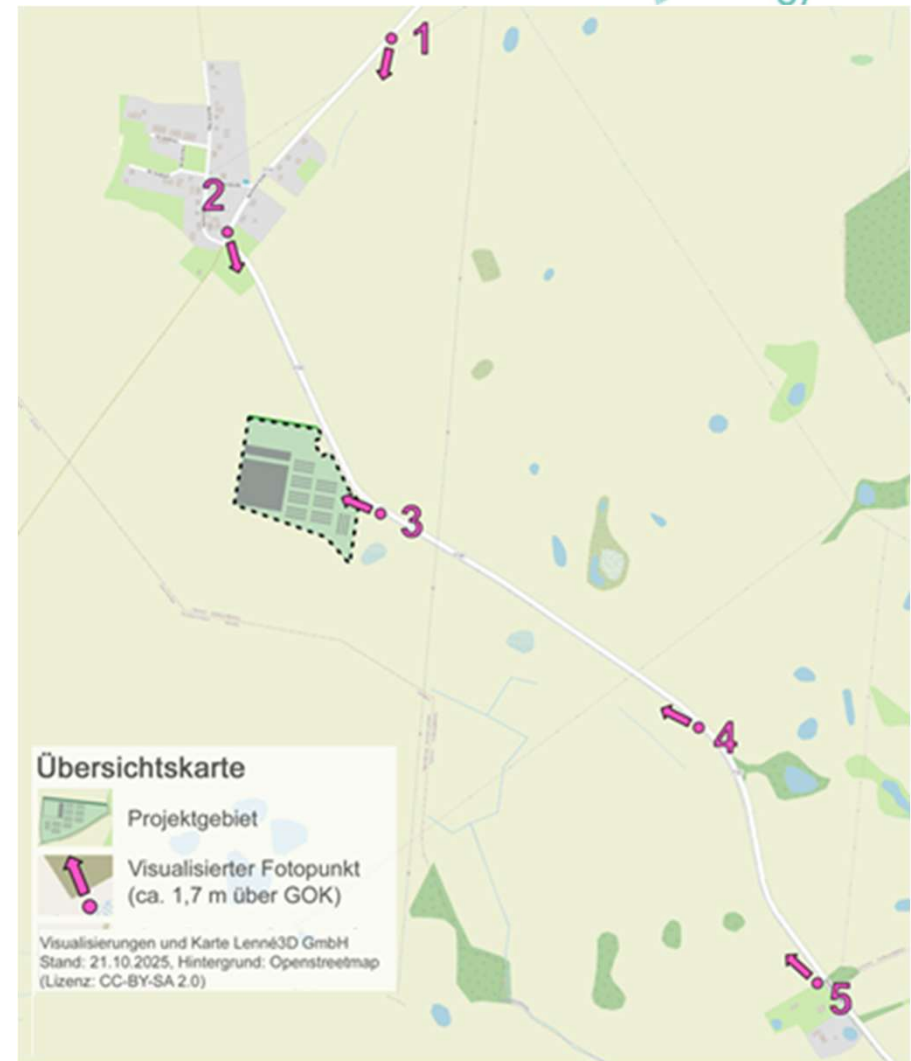 1
2
3
4
5
Übersichtskarte
Projektgebiet
Visualisierter Fotopunkt
(ca. 1,7 m über GOK)
Visualisierungen und Karte Lenné3D GmbH
Stand: 21.10.2025, Hintergrund: Openstreetmap
(Lizenz: CC-BY-SA 2.0)